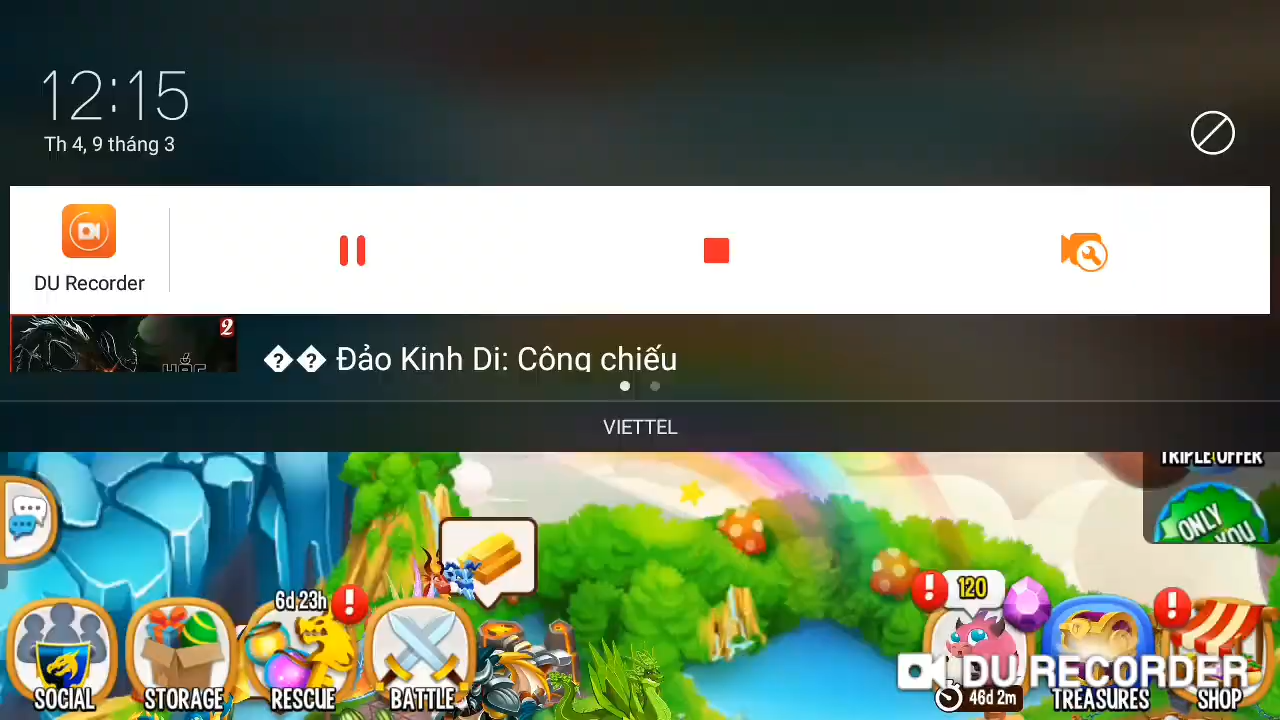 12:15
Th 4, 9 tháng 3
DU Recorder
2
�� Đảo Kinh Dị: Công chiếu
VIETTEL
TRIPLE OFFER
ONLY YOU
6d 23h
120
SOCIAL
STORAGE
RESCUE
BATTLE
46d 2m
TREASURES
SHOP
DU RECORDER